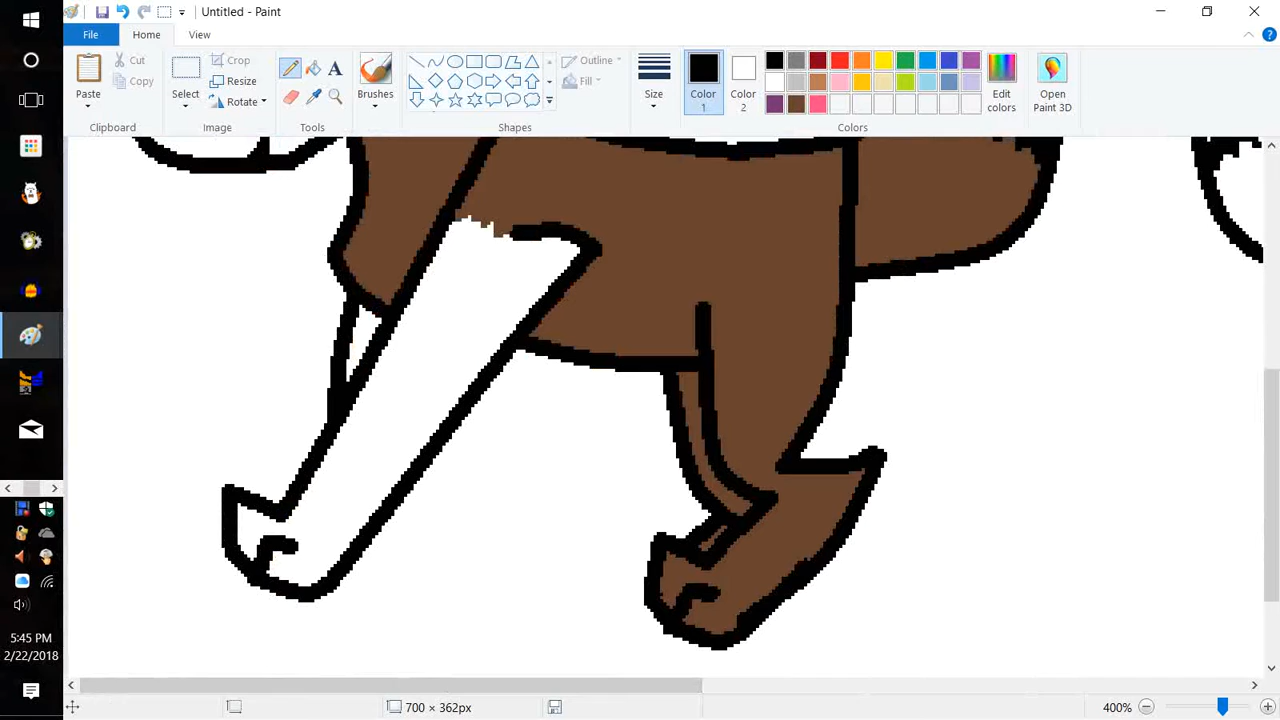 Untitled - Paint
File
Home
View
Paste
Cut
Copy
Clipboard
Select
Crop
Resize
Rotate
Image
A
Tools
Brushes
Shapes
Outline
Fill
Size
Color
1
Color
2
Edit
colors
Colors
Open
Paint 3D
5:45 PM
2/22/2018
700 × 362px
400%